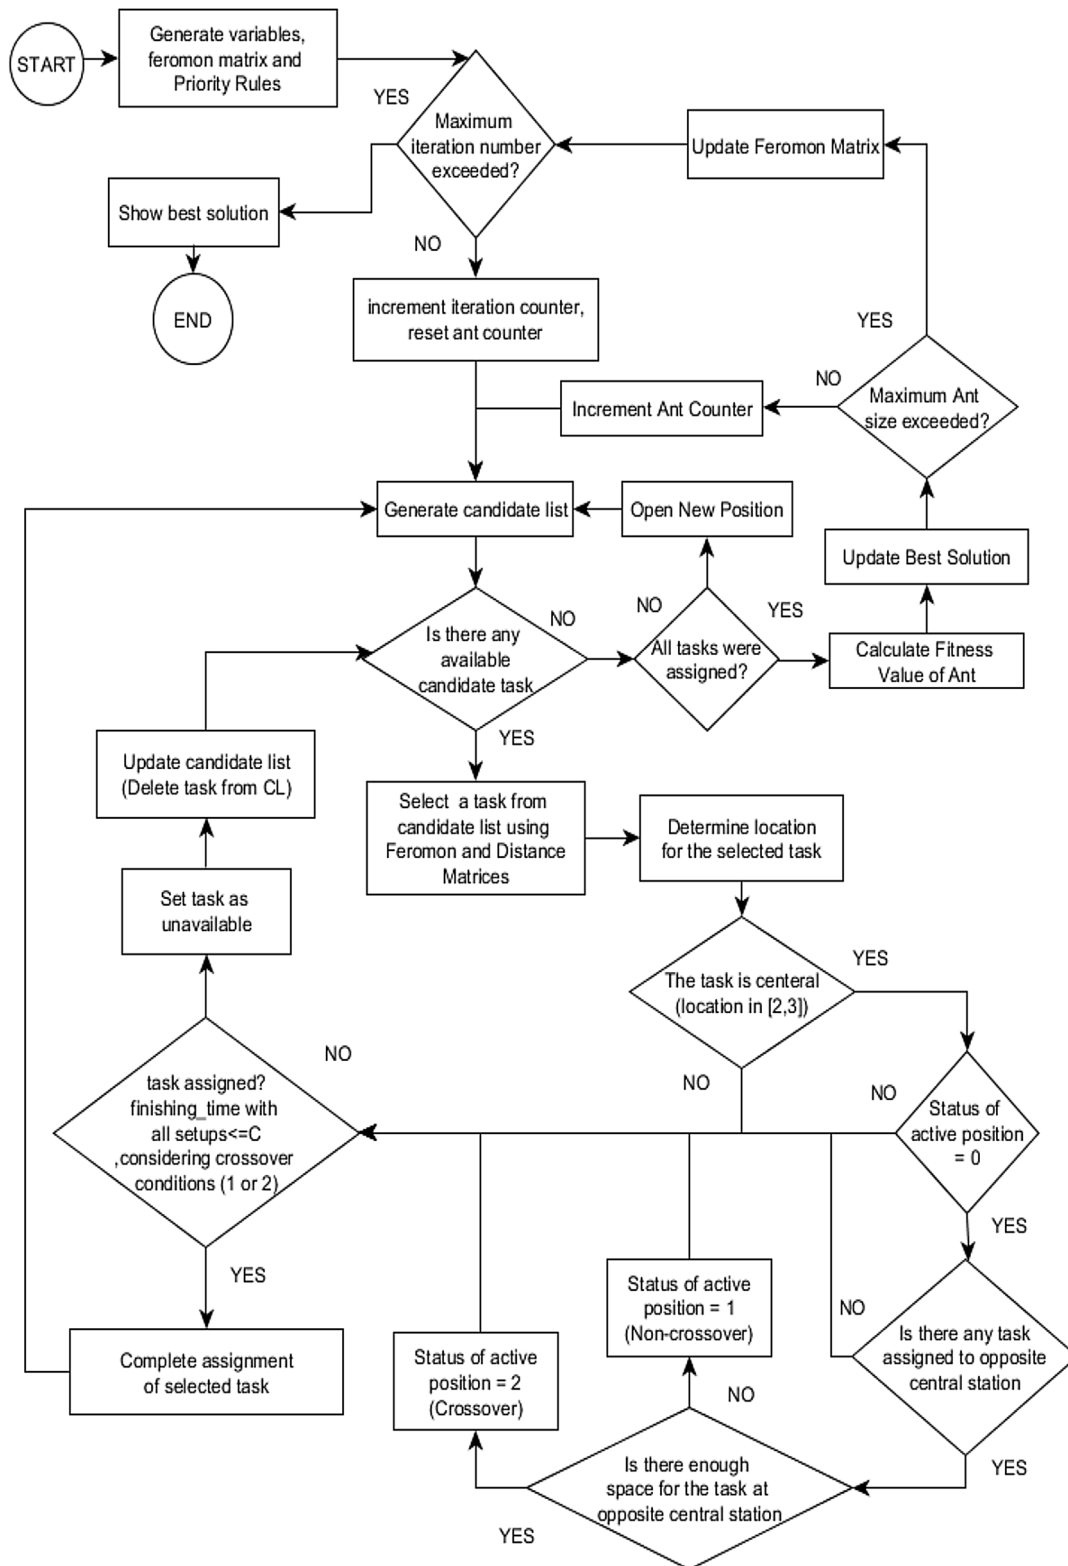 START
Generate variables,
feromon matrix and
Priority Rules
YES
Maximum
iteration number
exceeded?
Update Feromon Matrix
Show best solution
NO
END
increment iteration counter,
reset ant counter
YES
NO
Increment Ant Counter
Maximum Ant
size exceeded?
Generate candidate list
Open New Position
Update Best Solution
NO
NO
YES
Is there any
available
candidate task
All tasks were
assigned?
Calculate Fitness
Value of Ant
YES
Update candidate list
(Delete task from CL)
Select a task from
candidate list using
Feromon and Distance
Matrices
Determine location
for the selected task
Set task as
unavailable
YES
The task is centeral
(location in [2,3])
NO
NO
NO
task assigned?
finishing_time with
all setups<=C
,considering crossover
conditions (1 or 2)
Status of
active position
= 0
YES
YES
Status of active
position = 1
(Non-crossover)
NO
Is there any task
assigned to opposite
central station
Complete assignment
of selected task
Status of active
position = 2
(Crossover)
NO
YES
Is there enough
space for the task at
opposite central station
YES